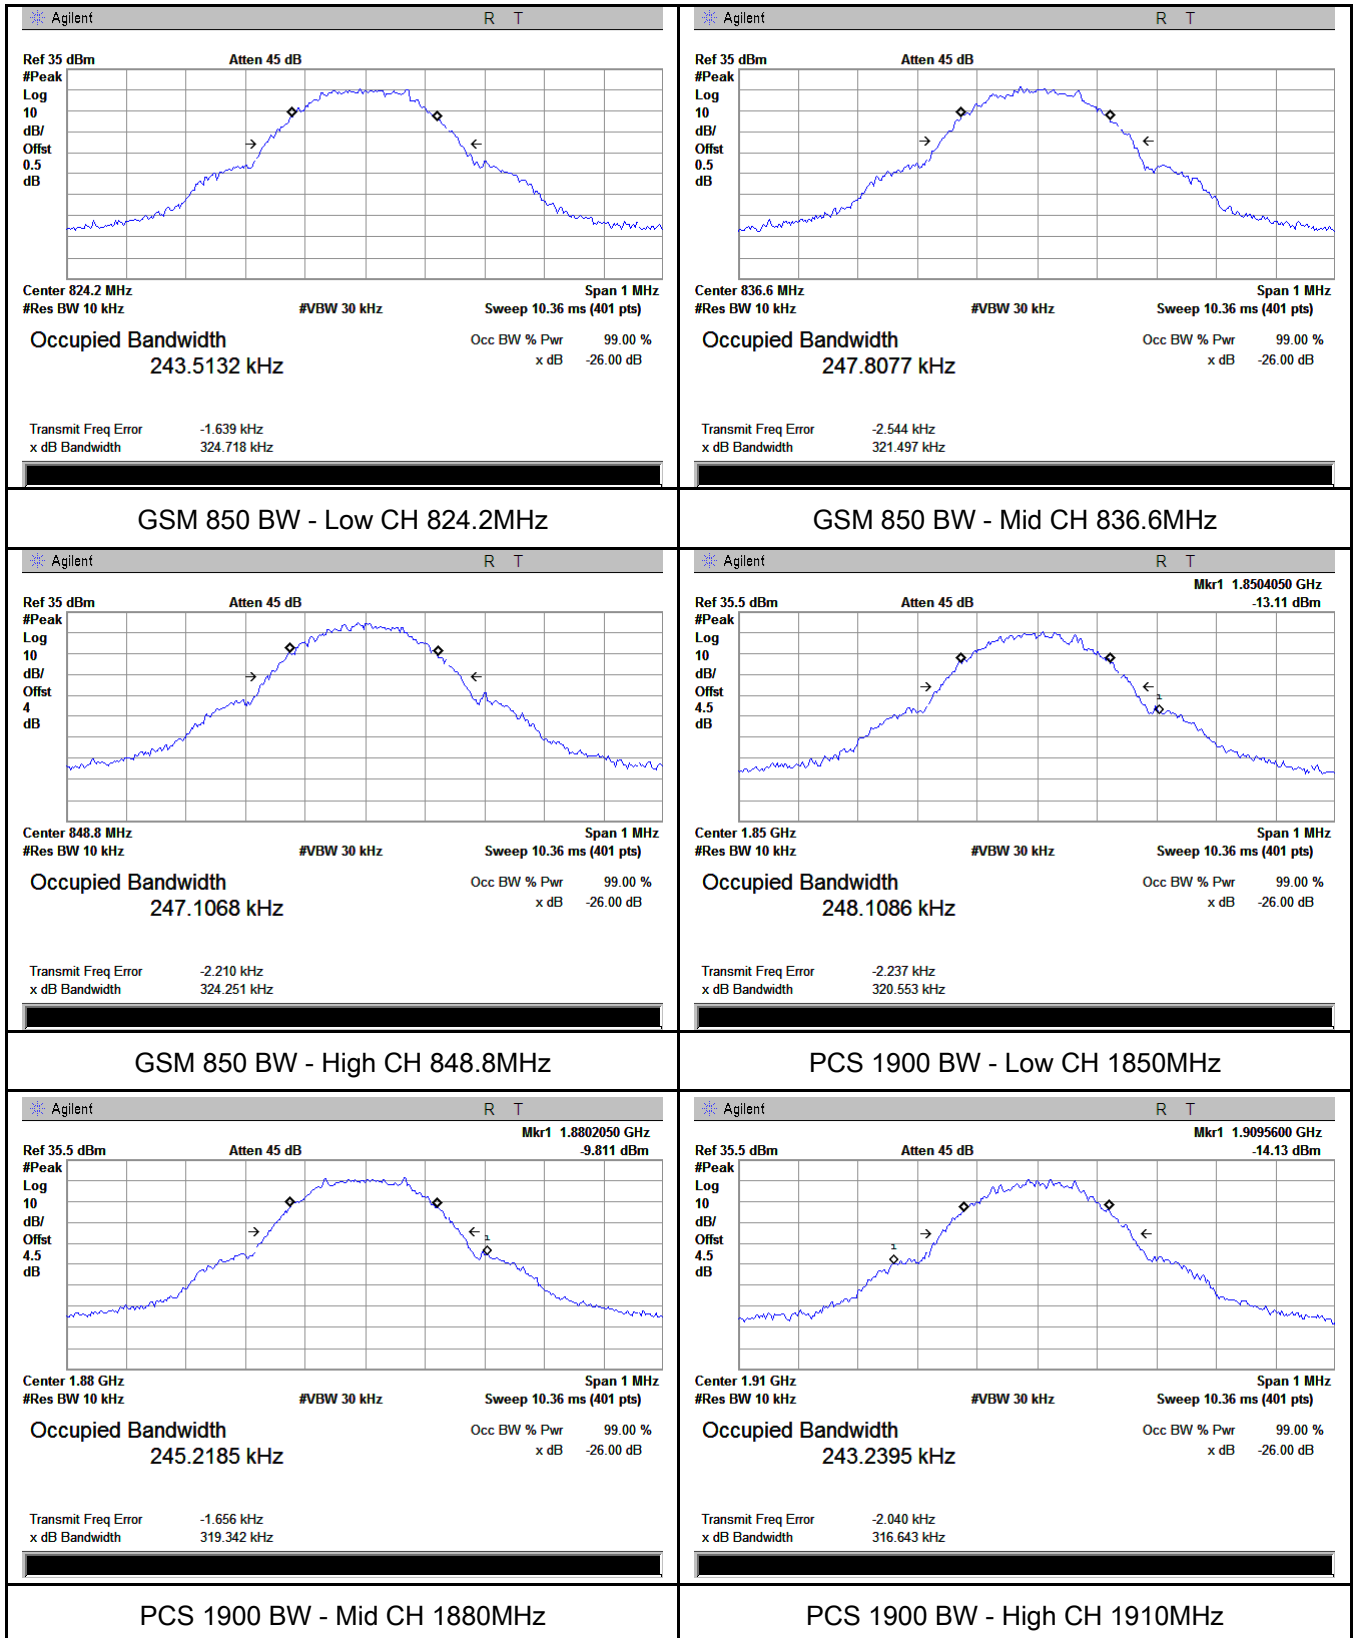 Agilent R T
Ref 35 dBm Atten 45 dB
#Peak
Log
10
dB/
Offst
0.5
dB
Center 824.2 MHz Span 1 MHz
#Res BW 10 kHz #VBW 30 kHz Sweep 10.36 ms (401 pts)
Occupied Bandwidth Occ BW % Pwr 99.00 %
243.5132 kHz x dB -26.00 dB
Transmit Freq Error -1.639 kHz
x dB Bandwidth 324.718 kHz
GSM 850 BW - Low CH 824.2MHz
Agilent R T
Ref 35 dBm Atten 45 dB
#Peak
Log
10
dB/
Offst
0.5
dB
Center 836.6 MHz Span 1 MHz
#Res BW 10 kHz #VBW 30 kHz Sweep 10.36 ms (401 pts)
Occupied Bandwidth Occ BW % Pwr 99.00 %
247.8077 kHz x dB -26.00 dB
Transmit Freq Error -2.544 kHz
x dB Bandwidth 321.497 kHz
GSM 850 BW - Mid CH 836.6MHz
Agilent R T
Ref 35 dBm Atten 45 dB
#Peak
Log
10
dB/
Offst
4
dB
Center 848.8 MHz Span 1 MHz
#Res BW 10 kHz #VBW 30 kHz Sweep 10.36 ms (401 pts)
Occupied Bandwidth Occ BW % Pwr 99.00 %
247.1068 kHz x dB -26.00 dB
Transmit Freq Error -2.210 kHz
x dB Bandwidth 324.251 kHz
GSM 850 BW - High CH 848.8MHz
Agilent R T
Mkr1 1.8504050 GHz
Ref 35.5 dBm Atten 45 dB -13.11 dBm
#Peak
Log
10
dB/
Offst
4.5
dB
1
Center 1.85 GHz Span 1 MHz
#Res BW 10 kHz #VBW 30 kHz Sweep 10.36 ms (401 pts)
Occupied Bandwidth Occ BW % Pwr 99.00 %
248.1086 kHz x dB -26.00 dB
Transmit Freq Error -2.237 kHz
x dB Bandwidth 320.553 kHz
PCS 1900 BW - Low CH 1850MHz
Agilent R T
Mkr1 1.8802050 GHz
Ref 35.5 dBm Atten 45 dB -9.811 dBm
#Peak
Log
10
dB/
Offst
4.5
dB
1
Center 1.88 GHz Span 1 MHz
#Res BW 10 kHz #VBW 30 kHz Sweep 10.36 ms (401 pts)
Occupied Bandwidth Occ BW % Pwr 99.00 %
245.2185 kHz x dB -26.00 dB
Transmit Freq Error -1.656 kHz
x dB Bandwidth 319.342 kHz
PCS 1900 BW - Mid CH 1880MHz
Agilent R T
Mkr1 1.9095600 GHz
Ref 35.5 dBm Atten 45 dB -14.13 dBm
#Peak
Log
10
dB/
Offst
4.5
dB
1
Center 1.91 GHz Span 1 MHz
#Res BW 10 kHz #VBW 30 kHz Sweep 10.36 ms (401 pts)
Occupied Bandwidth Occ BW % Pwr 99.00 %
243.2395 kHz x dB -26.00 dB
Transmit Freq Error -2.040 kHz
x dB Bandwidth 316.643 kHz
PCS 1900 BW - High CH 1910MHz